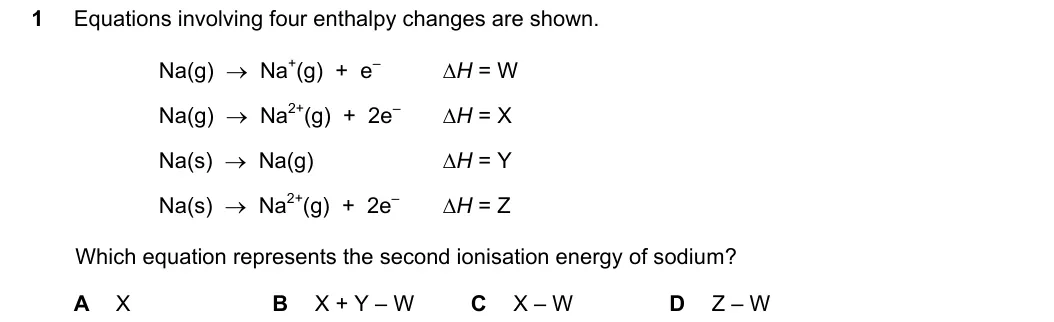 1 Equations involving four enthalpy changes are shown.
Na(g) → Na⁺(g) + e⁻ ΔH = W
Na(g) → Na²⁺(g) + 2e⁻ ΔH = X
Na(s) → Na(g) ΔH = Y
Na(s) → Na²⁺(g) + 2e⁻ ΔH = Z
Which equation represents the second ionisation energy of sodium?
A X B X + Y – W C X – W D Z – W